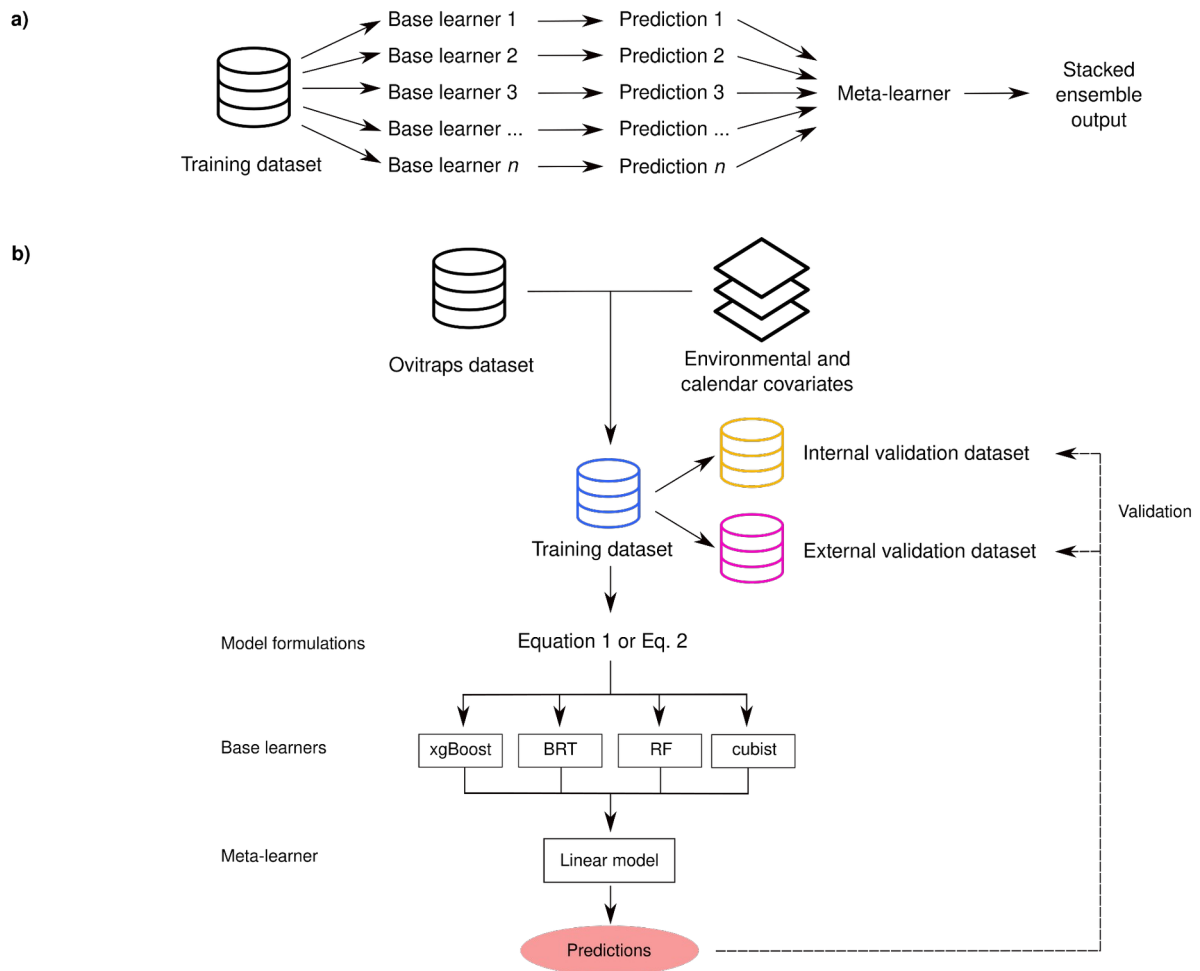 a)
Base learner 1
Prediction 1
Base learner 2
Prediction 2
Base learner 3
Prediction 3
Base learner ...
Prediction ...
Base learner n
Prediction n
Training dataset
Meta-learner
Stacked
ensemble
output
b)
Ovitraps dataset
Environmental and
calendar covariates
Internal validation dataset
Validation
Training dataset
External validation dataset
Model formulations
Equation 1 or Eq. 2
Base learners
xgBoost
BRT
RF
cubist
Meta-learner
Linear model
Predictions